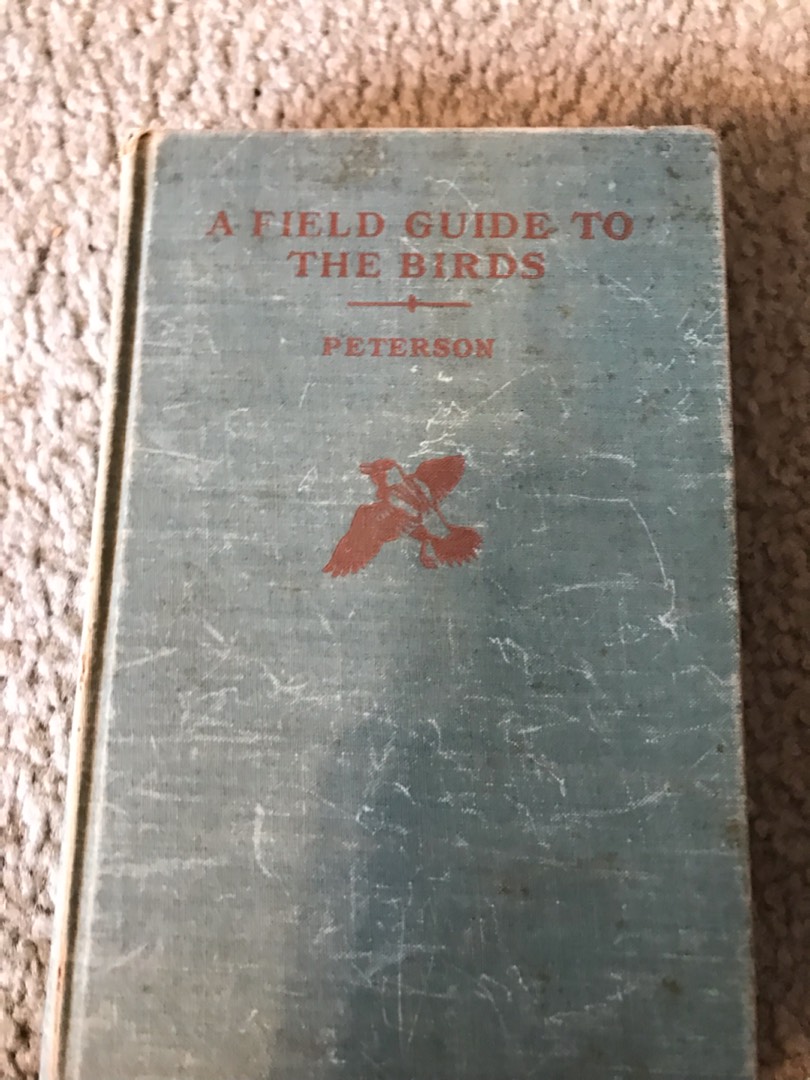 A FIELD GUIDE TO
THE BIRDS
PETERSON